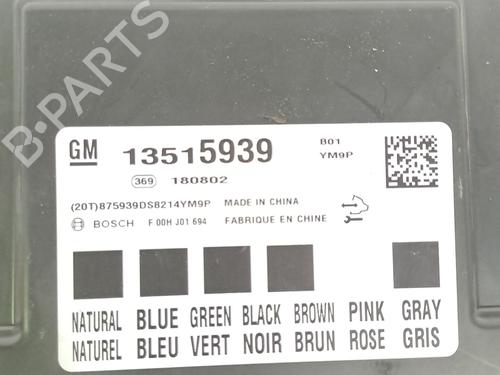 B-PARTS
GM 13515939 B01
YM9P
369 180802
(20T)875939DS8214YM9P MADE IN CHINA
BOSCH F 00H J01 694 FABRIQUE EN CHINE
NATURAL BLUE GREEN BLACK BROWN PINK GRAY
NATUREL BLEU VERT NOIR BRUN ROSE GRIS